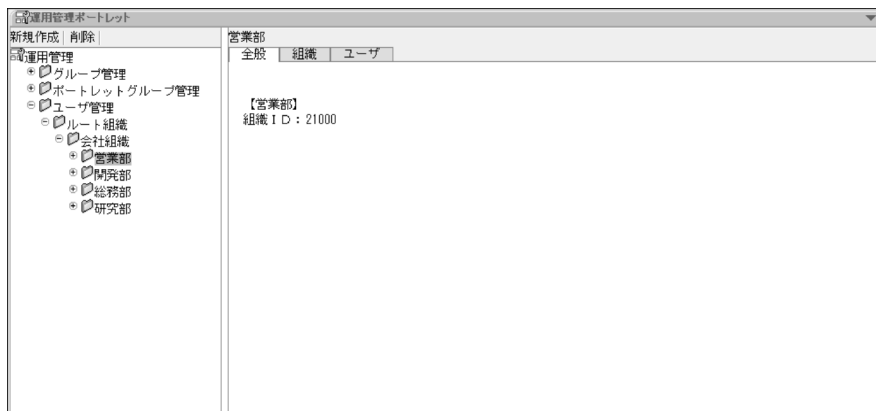 運用管理ポートレット
新規作成 | 削除 |
運用管理
グループ管理
ポートレットグループ管理
ユーザ管理
ルート組織
会社組織
営業部
開発部
総務部
研究部
営業部
全般 組織 ユーザ
【営業部】
組織ＩＤ：21000